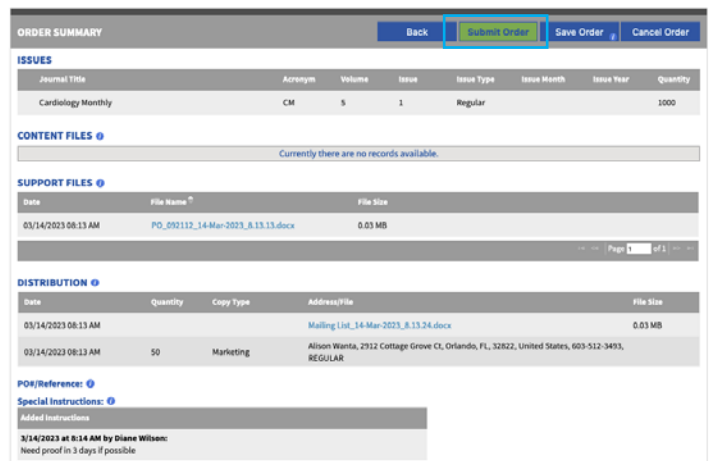 ORDER SUMMARY Back Submit Order Save Order Cancel Order
ISSUES
Journal Title Acronym Volume Issue Issue Type Issue Month Issue Year Quantity
Cardiology Monthly CM 5 1 Regular 1000
CONTENT FILES
Currently there are no records available.
SUPPORT FILES
Date File Name File Size
03/14/2023 08:13 AM PO_092112_14-Mar-2023_8.13.13.docx 0.03 MB
Page 1 of 1
DISTRIBUTION
Date Quantity Copy Type Address/File File Size
03/14/2023 08:13 AM Mailing List_14-Mar-2023_8.13.24.docx 0.03 MB
03/14/2023 08:13 AM 50 Marketing Alison Wanta, 2912 Cottage Grove Ct, Orlando, FL, 32822, United States, 603-512-3493,
REGULAR
PO#/Reference:
Special Instructions:
Added Instructions
3/14/2023 at 8:14 AM by Diane Wilson:
Need proof in 3 days if possible